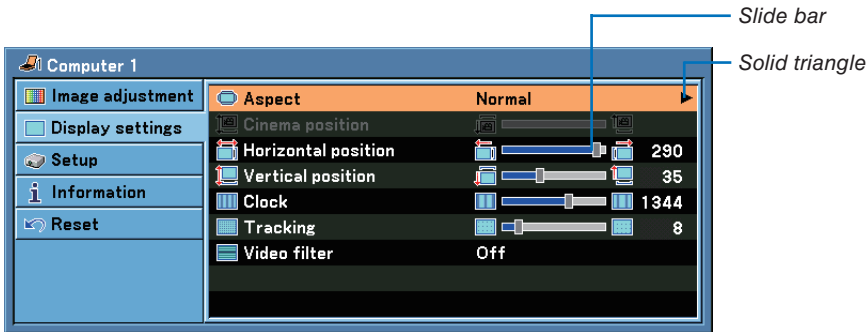 Slide bar
Solid triangle
Computer 1
Image adjustment
Display settings
Setup
Information
Reset
Aspect Normal
Cinema position
Horizontal position 290
Vertical position 35
Clock 1344
Tracking 8
Video filter Off